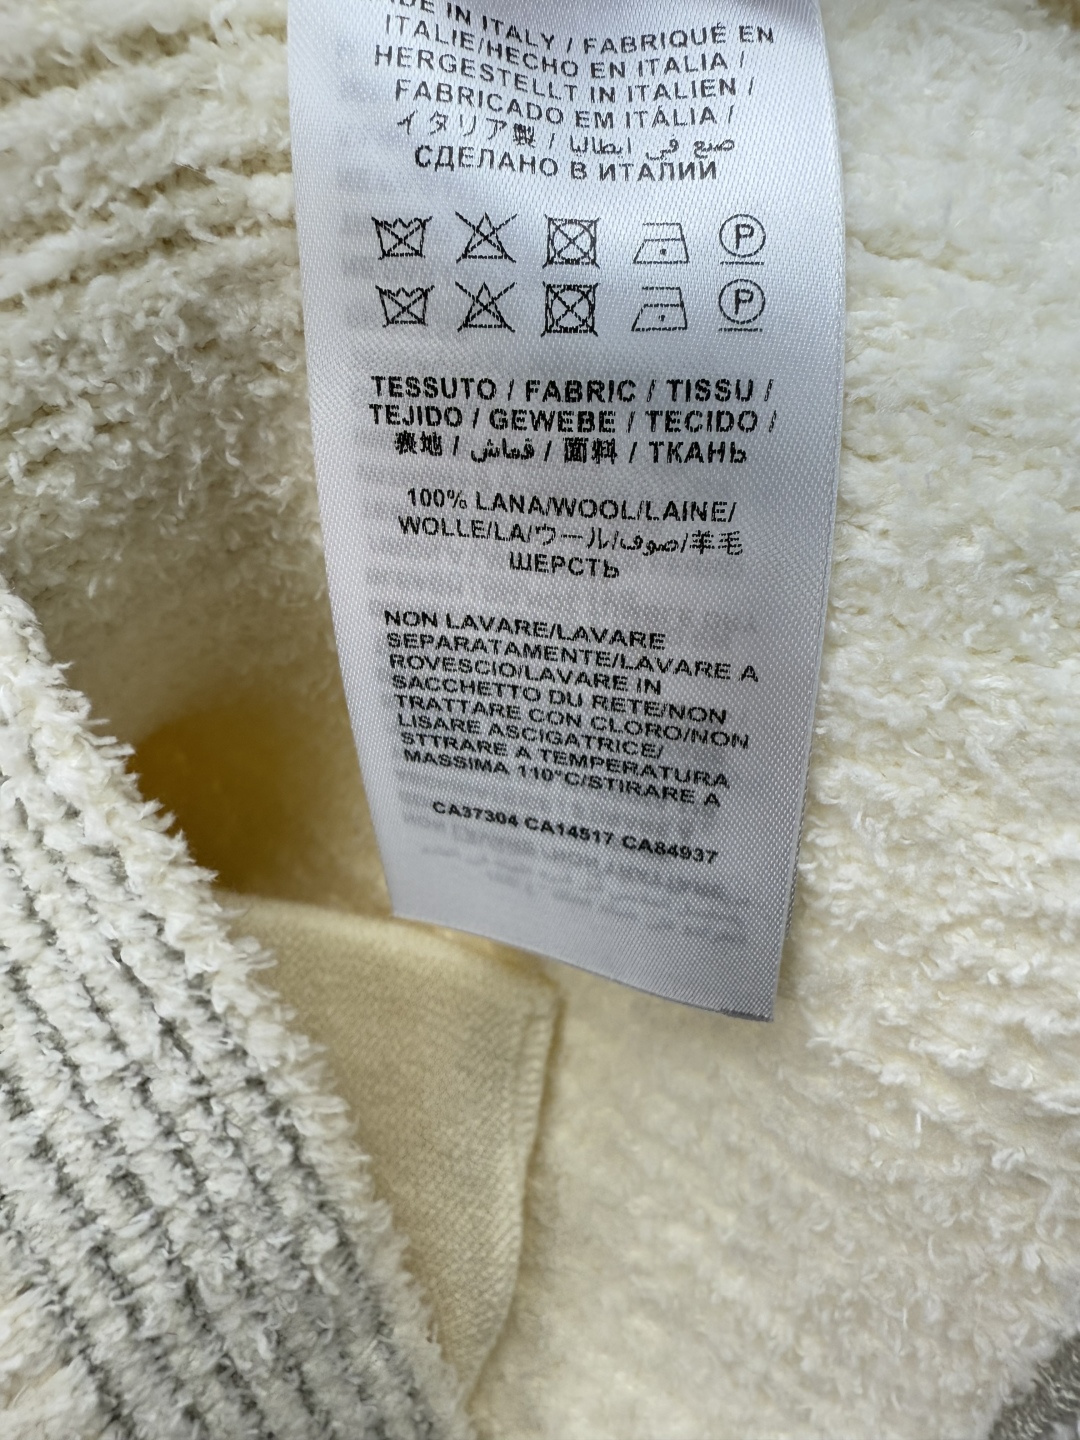 IN ITALY / FABRIQUÉ EN
ITALIE/HECHO EN ITALIA /
HERGESTELLT IN ITALIEN /
FABRICADO EM ITÁLIA /
イタリア製 / صنع في ايطاليا
СДЕЛАНО В ИТАЛИИ
P
P
TESSUTO / FABRIC / TISSU /
TEJIDO / GEWEBE / TECIDO /
表地 / قماش / 面料 / ТКАНЬ
100% LANA/WOOL/LAINE/
WOLLE/LA/ウール/صوف/羊毛
ШЕРСТЬ
NON LAVARE/LAVARE
SEPARATAMENTE/LAVARE A
ROVESCIO/LAVARE IN
SACCHETTO DU RETE/NON
TRATTARE CON CLORO/NON
LISARE ASCIGATRICE/
STTRARE A TEMPERATURA
MASSIMA 110°C/STIRARE A
CA37304 CA14517 CA84937